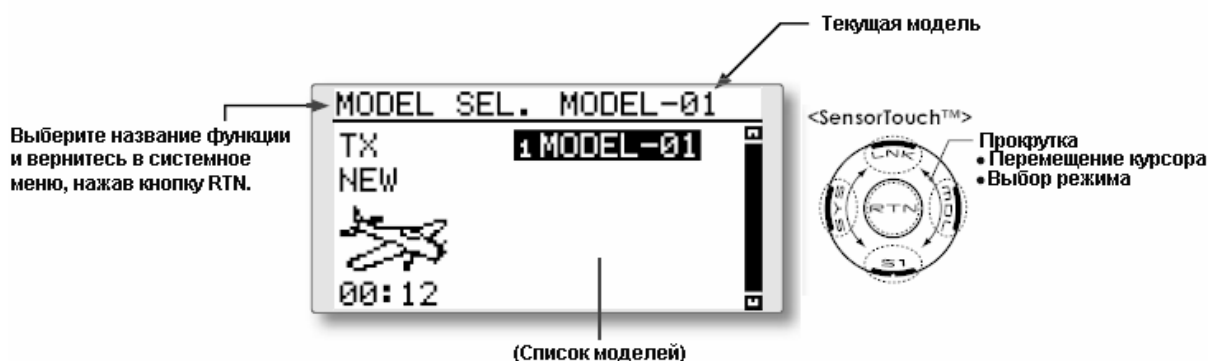 Текущая модель
MODEL SEL. MODEL-01
Выберите название функции
и вернитесь в системное
меню, нажав кнопку RTN.
TX
1 MODEL-01
NEW
00:12
(Список моделей)
<SensorTouch™>
Прокрутка
• Перемещение курсора
• Выбор режима
LNK
SYS
RTN
MDL
S1